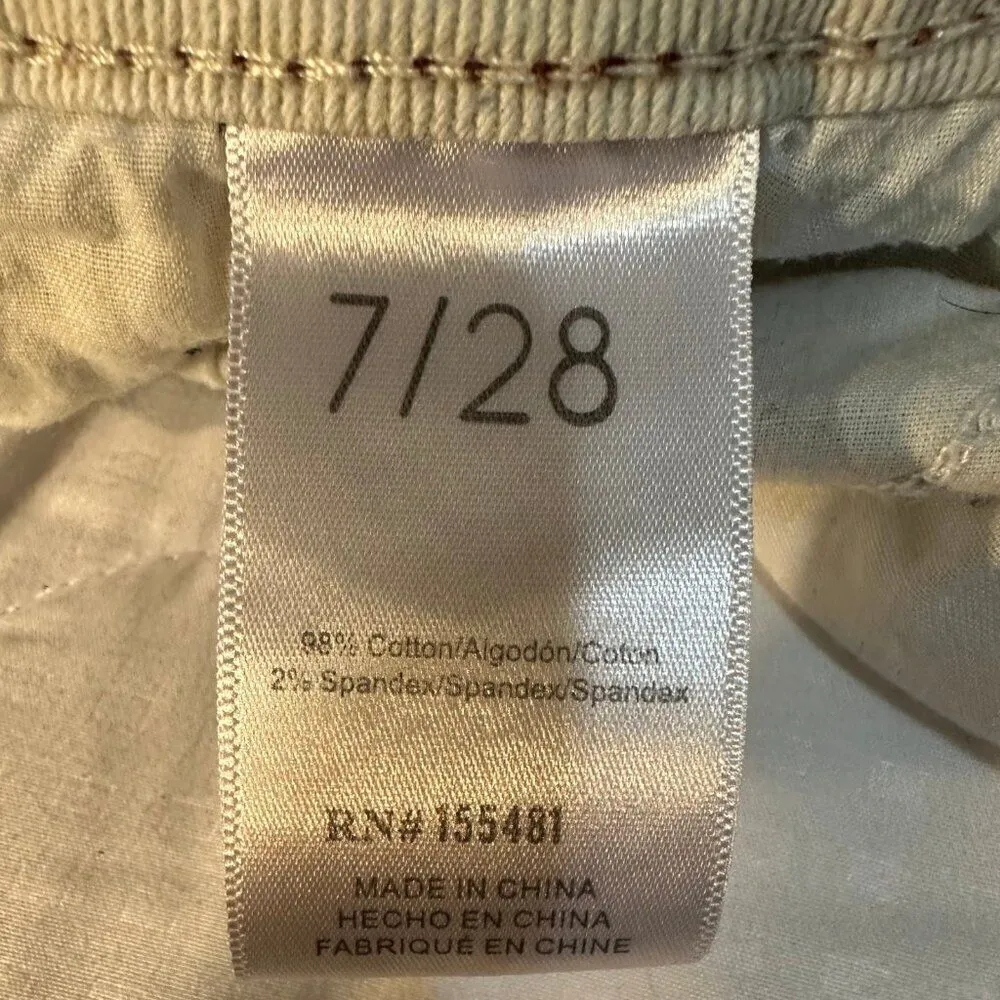 7/28
98% Cotton/Algodón/Coton
2% Spandex/Spandex/Spandex
RN# 155481
MADE IN CHINA
HECHO EN CHINA
FABRIQUÉ EN CHINE